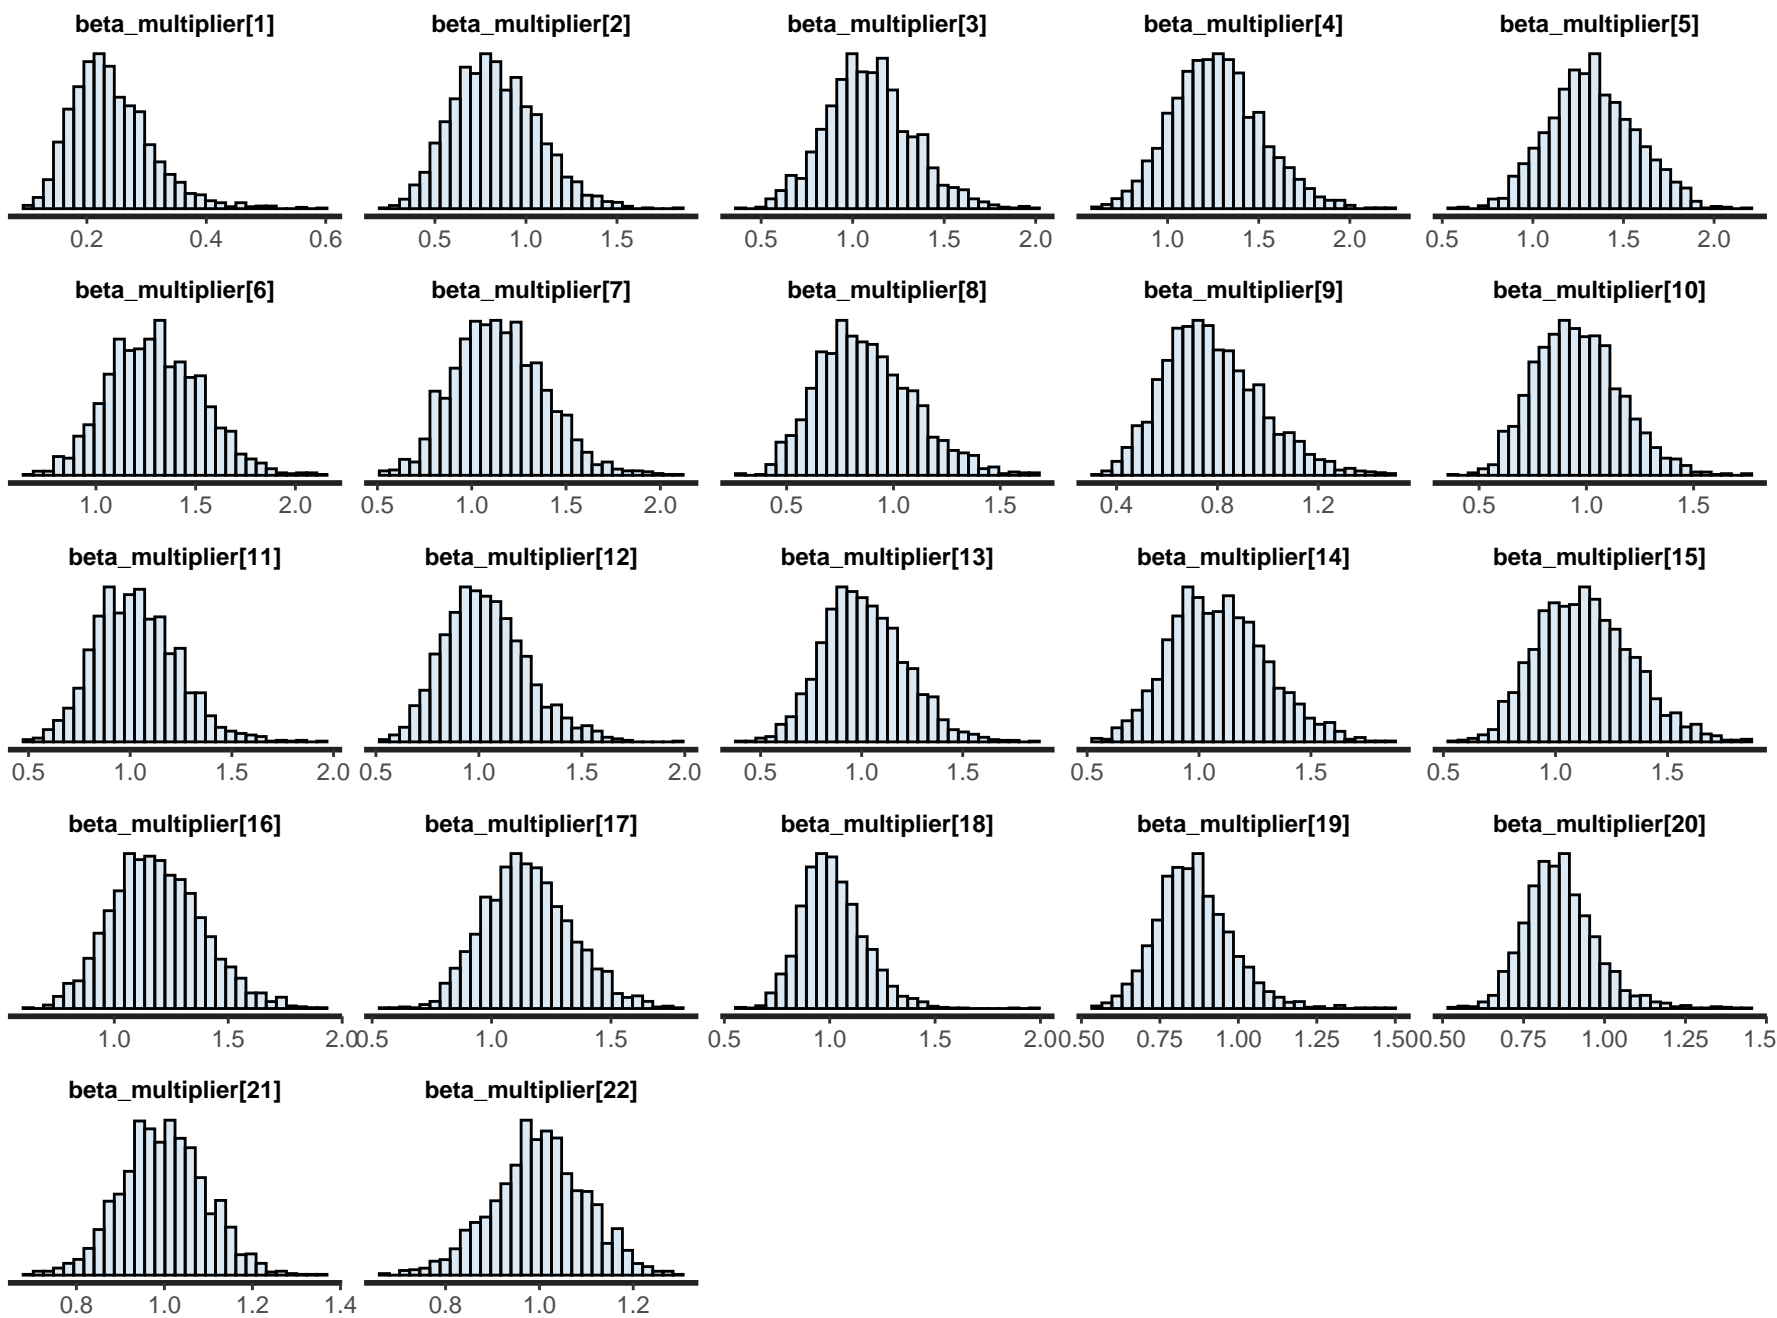 beta_multiplier[1] beta_multiplier[2] beta_multiplier[3] beta_multiplier[4] beta_multiplier[5]
0.2 0.4 0.6 0.5 1.0 1.5 0.5 1.0 1.5 2.0 1.0 1.5 2.0 0.5 1.0 1.5 2.0
beta_multiplier[6] beta_multiplier[7] beta_multiplier[8] beta_multiplier[9] beta_multiplier[10]
1.0 1.5 2.0 0.5 1.0 1.5 2.0 0.5 1.0 1.5 0.4 0.8 1.2 0.5 1.0 1.5
beta_multiplier[11] beta_multiplier[12] beta_multiplier[13] beta_multiplier[14] beta_multiplier[15]
0.5 1.0 1.5 2.0 0.5 1.0 1.5 2.0 0.5 1.0 1.5 0.5 1.0 1.5 0.5 1.0 1.5
beta_multiplier[16] beta_multiplier[17] beta_multiplier[18] beta_multiplier[19] beta_multiplier[20]
1.0 1.5 2.0 0.5 1.0 1.5 0.5 1.0 1.5 2.0 0.50 0.75 1.00 1.25 1.50 0.50 0.75 1.00 1.25 1.5
beta_multiplier[21] beta_multiplier[22]
0.8 1.0 1.2 1.4 0.8 1.0 1.2